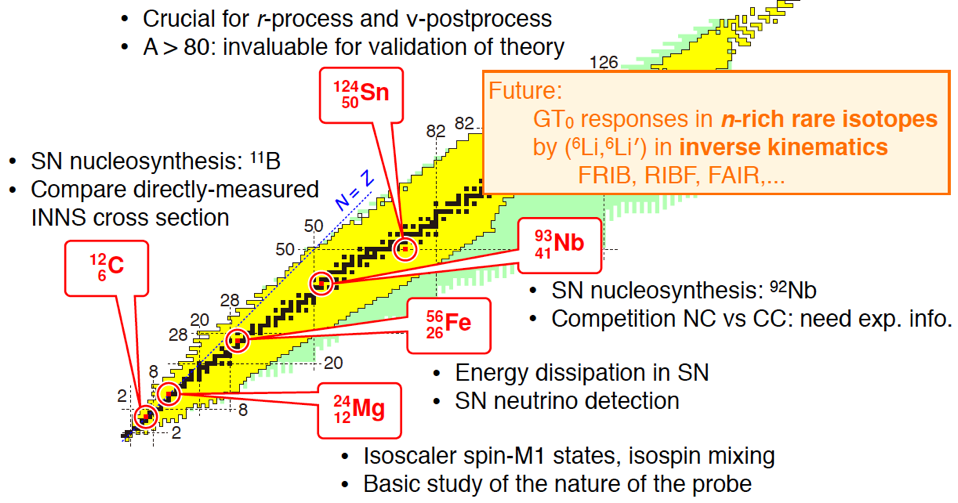 • Crucial for r-process and ν-postprocess
• A > 80: invaluable for validation of theory
126
124
50Sn
Future:
GT₀ responses in n-rich rare isotopes
by (⁶Li,⁶Li′) in inverse kinematics
FRIB, RIBF, FAIR,...
82
82
• SN nucleosynthesis: ¹¹B
• Compare directly-measured
INNS cross section
N = Z
50
50
93
41Nb
12
6C
• SN nucleosynthesis: ⁹²Nb
• Competition NC vs CC: need exp. info.
28
20
28
56
26Fe
20
8
• Energy dissipation in SN
• SN neutrino detection
2
8
24
12Mg
2
• Isoscaler spin-M1 states, isospin mixing
• Basic study of the nature of the probe